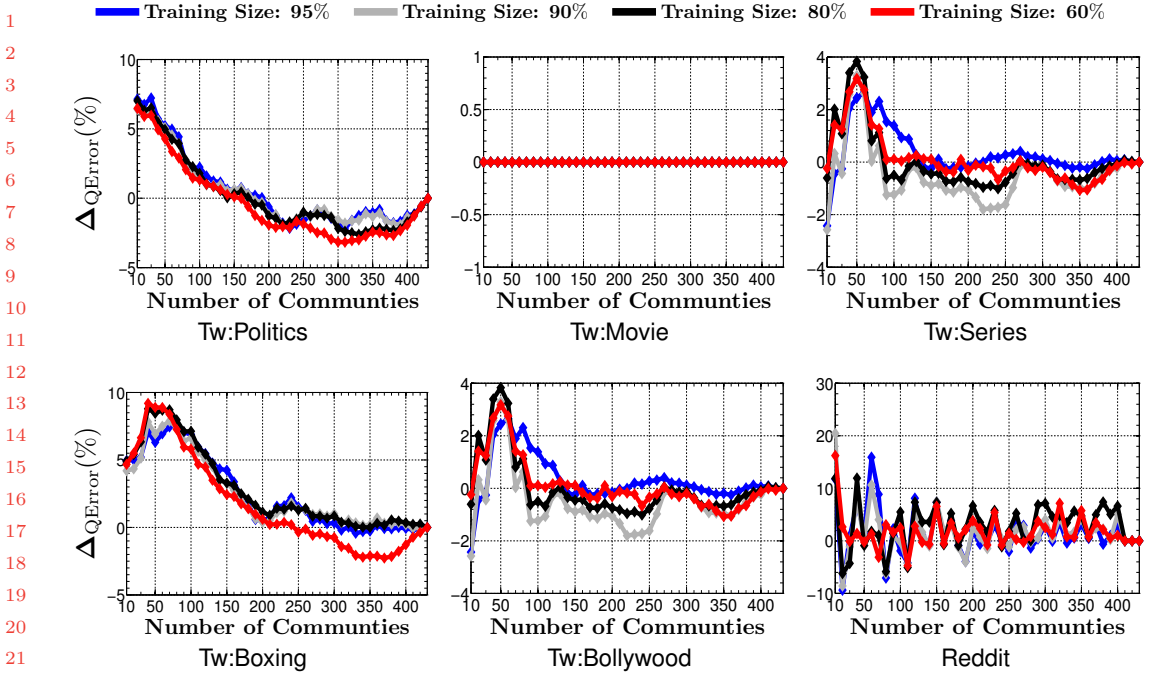 Training Size: 95% Training Size: 90% Training Size: 80% Training Size: 60%
1
2
3
4
5
6
7
8
9
10
11
12
13
14
15
16
17
18
19
20
21
ΔQError(%)
10
5
0
-5
10 50 100 150 200 250 300 350 400
Number of Communties
Tw:Politics
1
0.5
0
-0.5
-1
10 50 100 150 200 250 300 350 400
Number of Communties
Tw:Movie
4
2
0
-2
-4
10 50 100 150 200 250 300 350 400
Number of Communties
Tw:Series
ΔQError(%)
10
5
0
-5
10 50 100 150 200 250 300 350 400
Number of Communties
Tw:Boxing
4
2
0
-2
-4
10 50 100 150 200 250 300 350 400
Number of Communties
Tw:Bollywood
30
20
10
0
-10
10 50 100 150 200 250 300 350 400
Number of Communties
Reddit